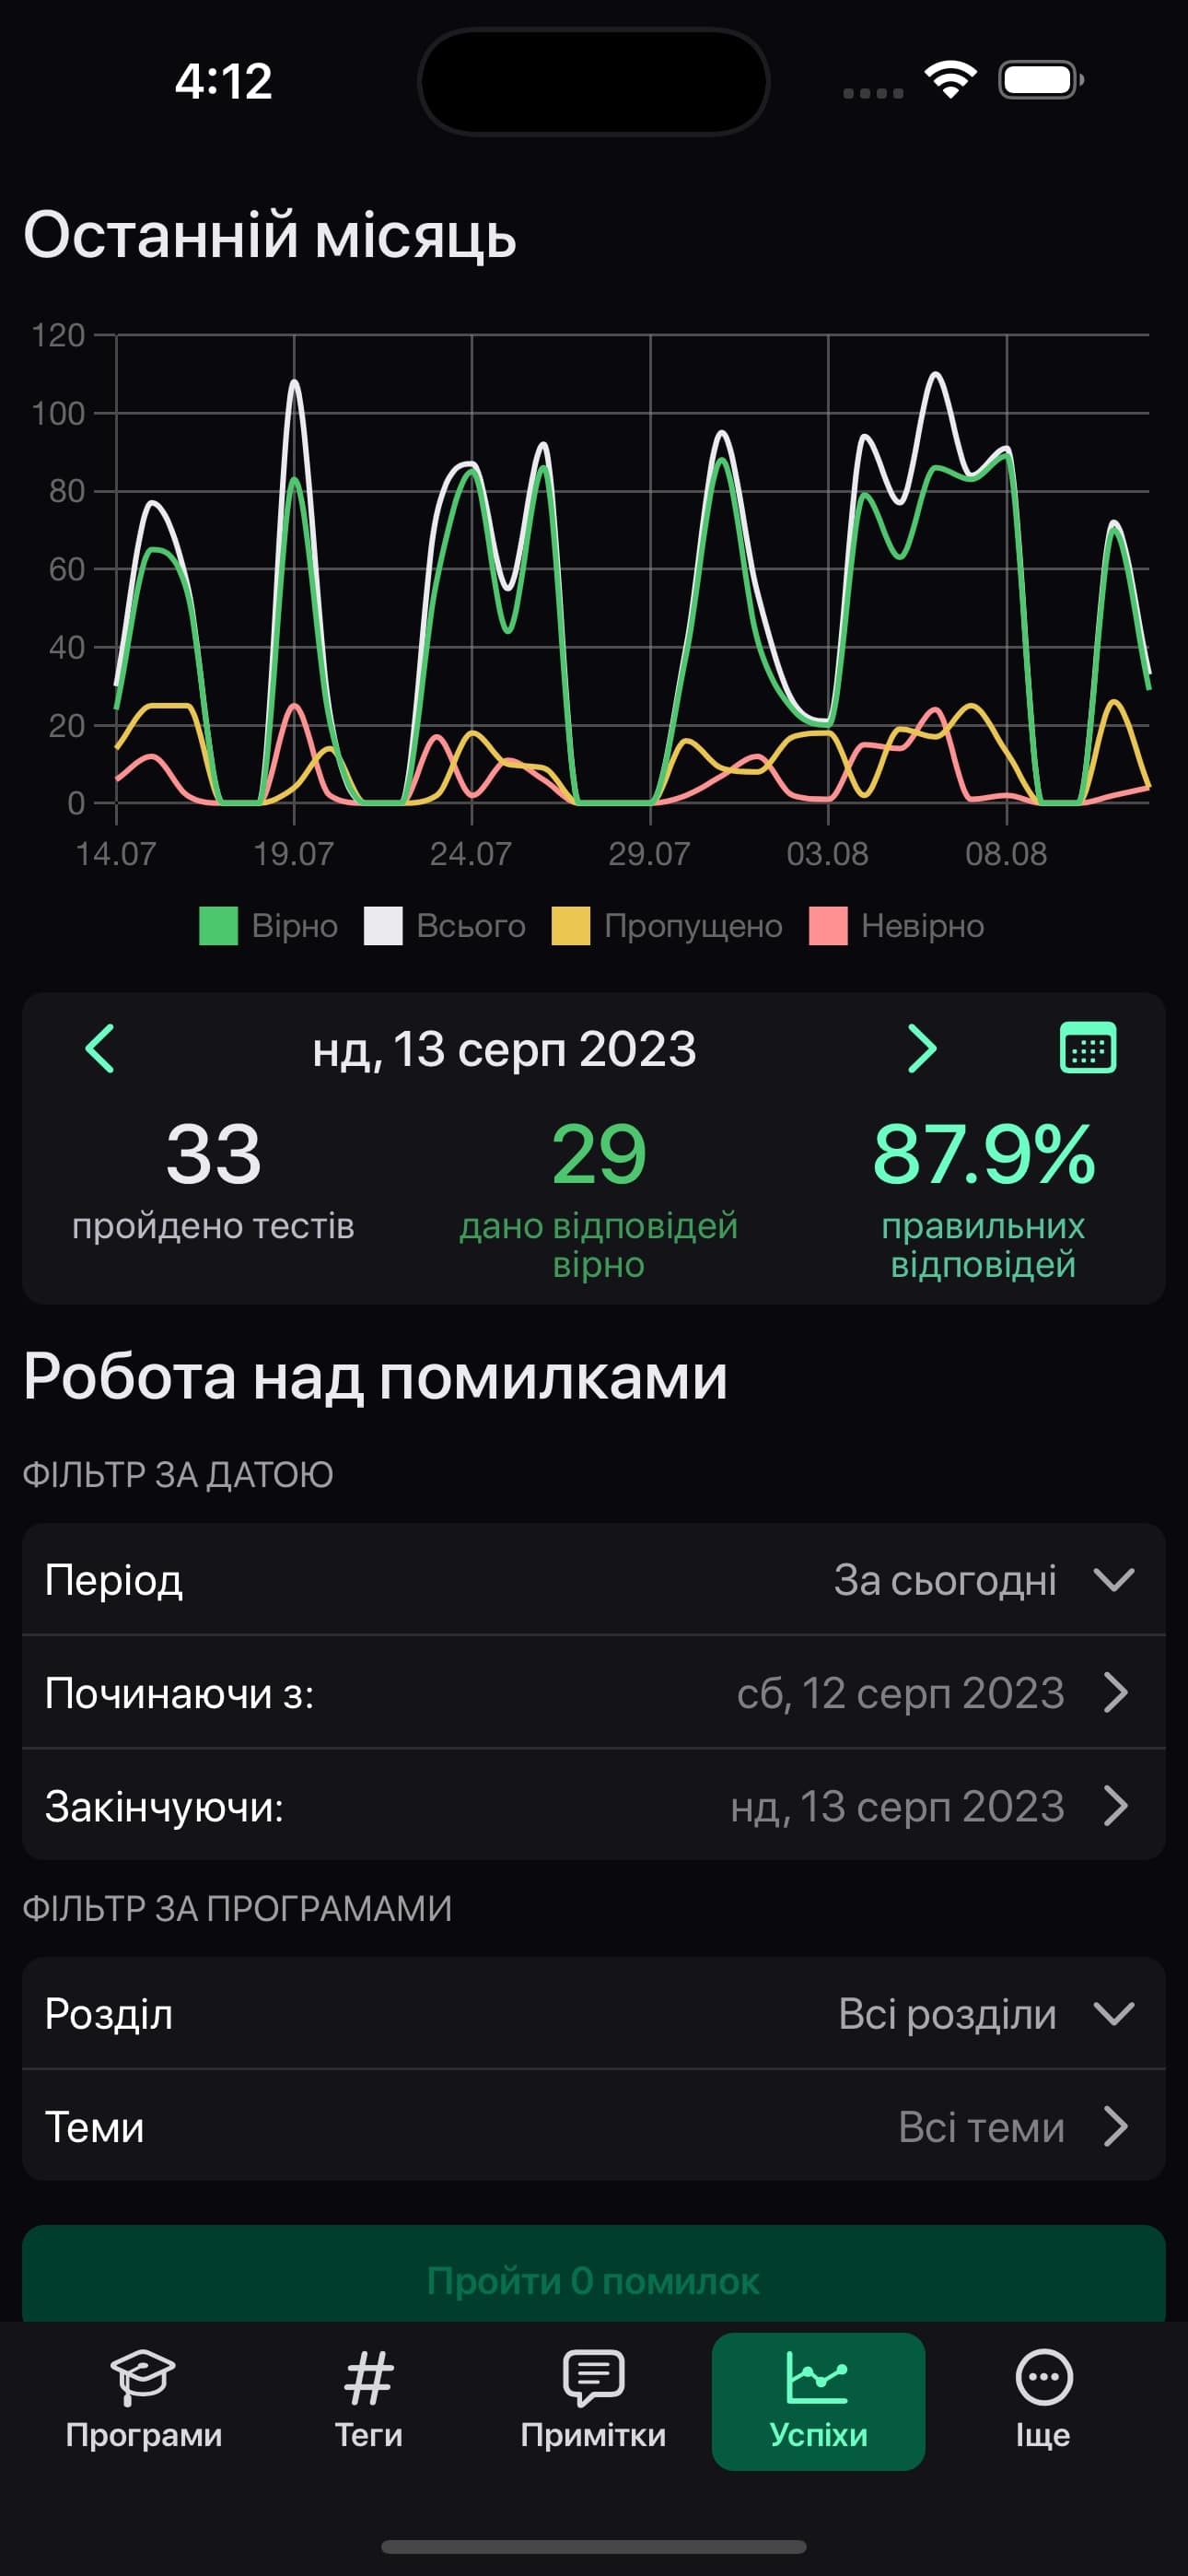 4:12
Останній місяць
120
100
80
60
40
20
0
14.07 19.07 24.07 29.07 03.08 08.08
Вірно Всього Пропущено Невірно
нд, 13 серп 2023
33 29 87.9%
пройдено тестів дано відповідей правильних
вірно відповідей
Робота над помилками
ФІЛЬТР ЗА ДАТОЮ
Період За сьогодні
Починаючи з: сб, 12 серп 2023
Закінчуючи: нд, 13 серп 2023
ФІЛЬТР ЗА ПРОГРАМАМИ
Розділ Всі розділи
Теми Всі теми
Пройти 0 помилок
Програми Теги Примітки Успіхи Іще